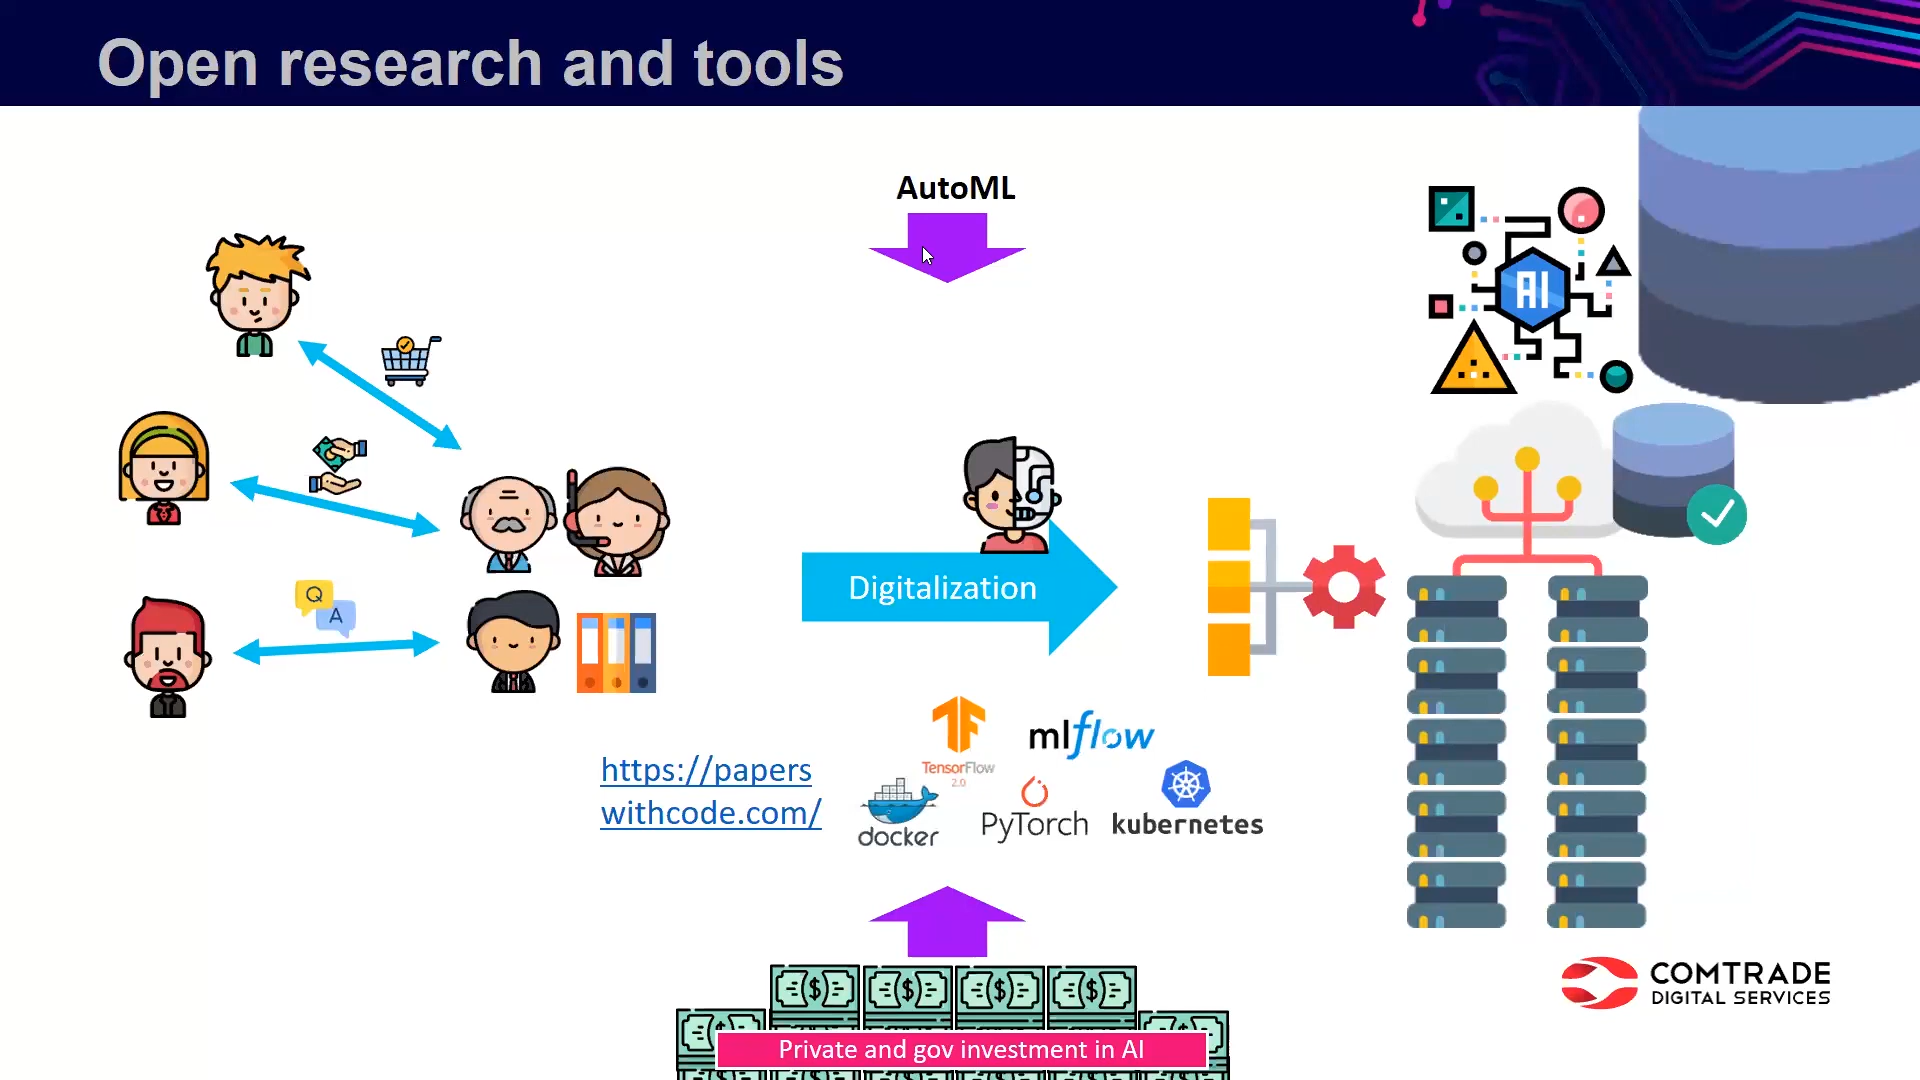 Open research and tools
AutoML
AI
Q
A
Digitalization
TensorFlow
2.0
mlflow
https://papers
withcode.com/
docker
PyTorch
kubernetes
COMTRADE
DIGITAL SERVICES
$ $ $ $
$ $
Private and gov investment in AI